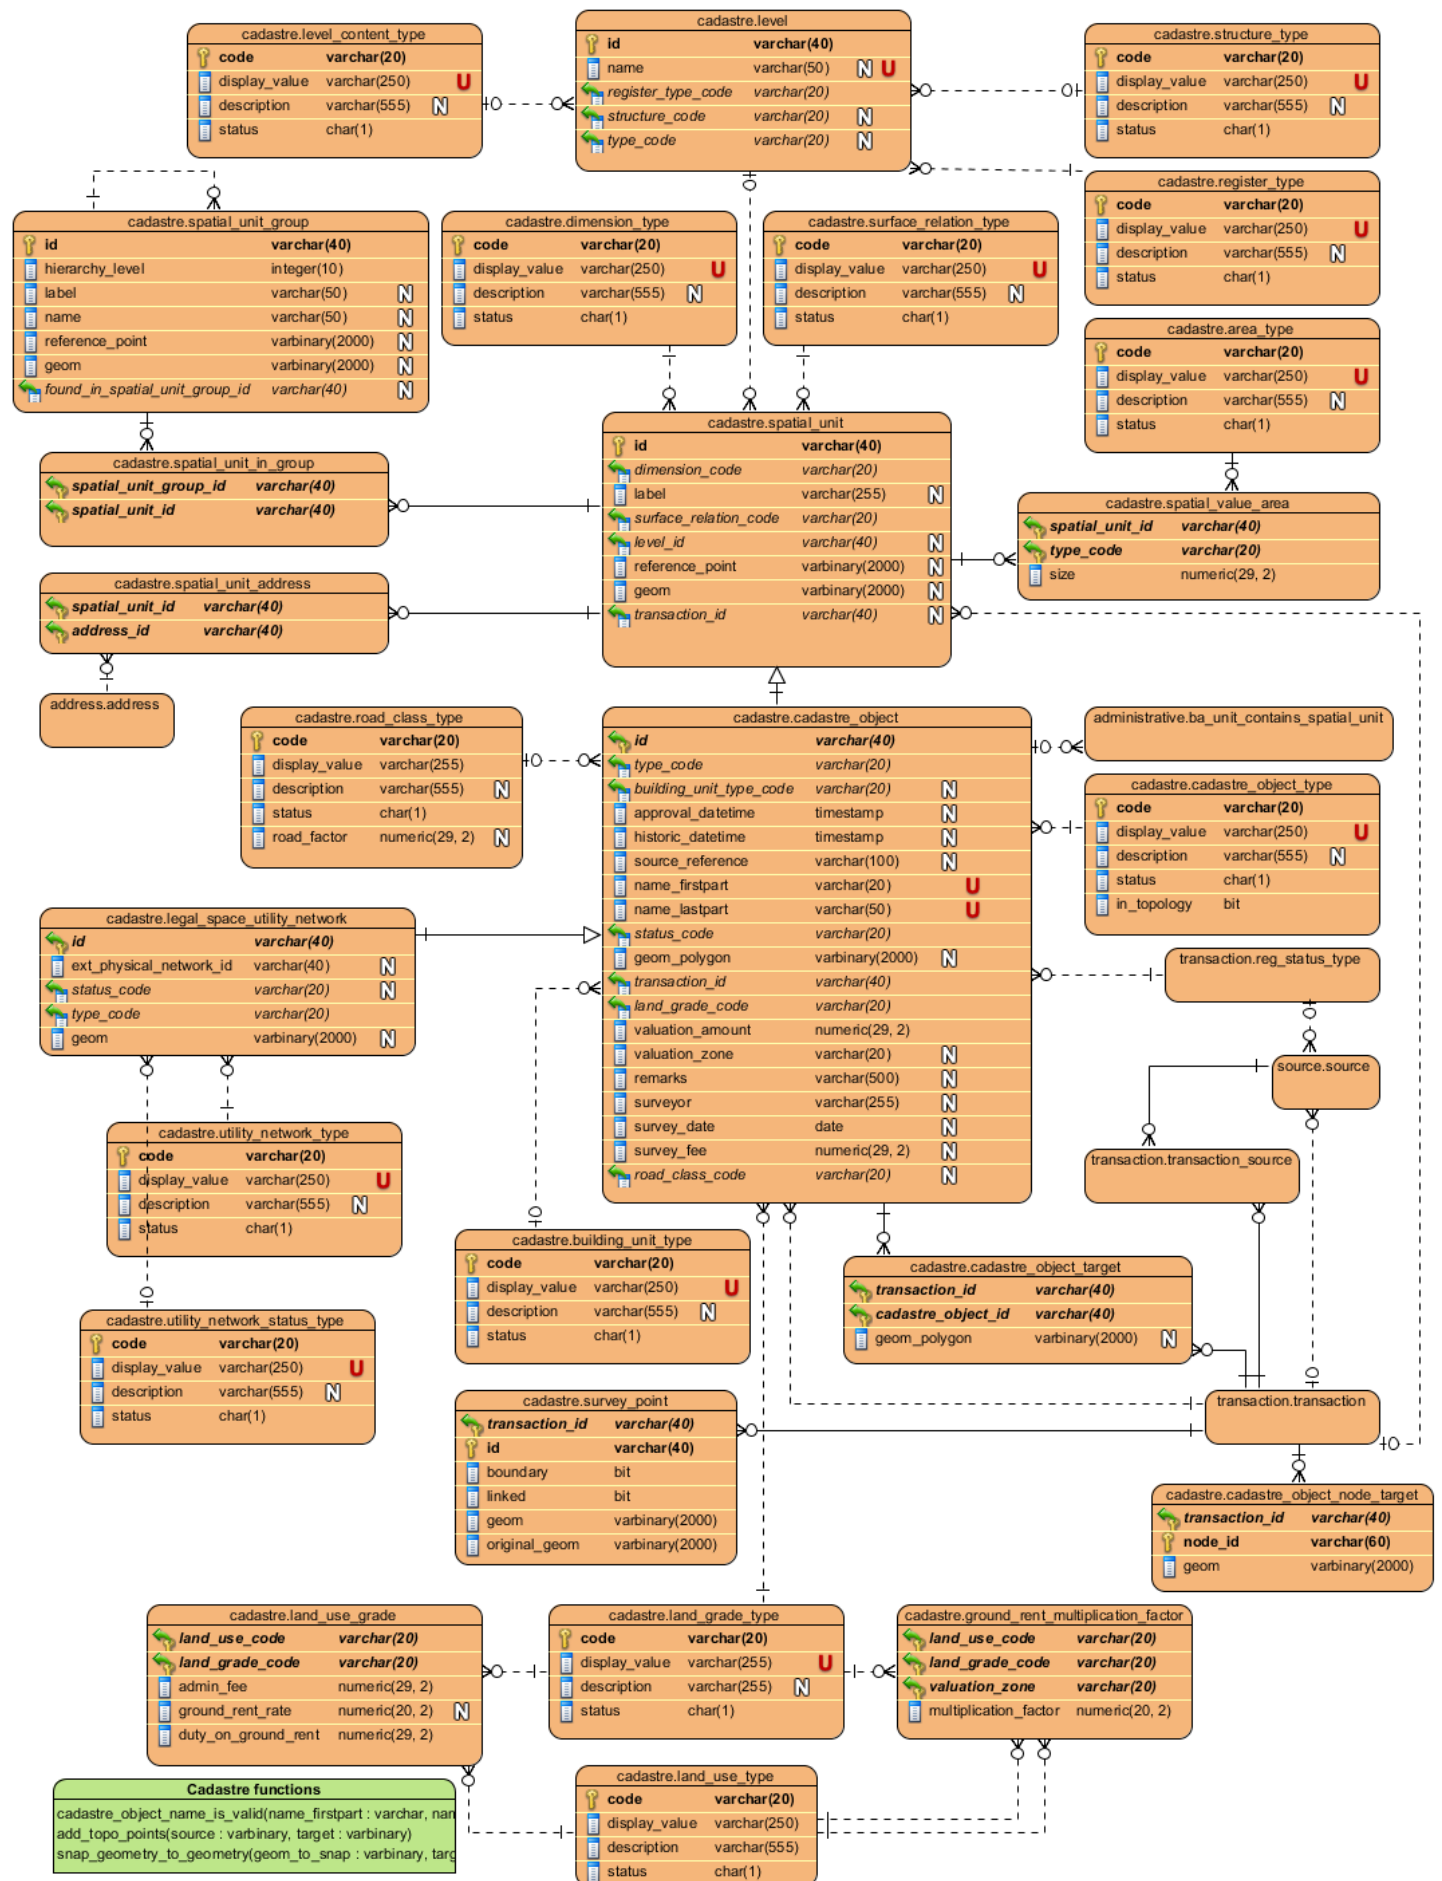 cadastre.level_content_type
code varchar(20)
display_value varchar(250) U
description varchar(555) N
status char(1)
cadastre.level
id varchar(40)
name varchar(50) N U
register_type_code varchar(20)
structure_code varchar(20) N
type_code varchar(20) N
cadastre.structure_type
code varchar(20)
display_value varchar(250) U
description varchar(555) N
status char(1)
cadastre.register_type
code varchar(20)
display_value varchar(250) U
description varchar(555) N
status char(1)
cadastre.spatial_unit_group
id varchar(40)
hierarchy_level integer(10)
label varchar(50) N
name varchar(50) N
reference_point varbinary(2000) N
geom varbinary(2000) N
found_in_spatial_unit_group_id varchar(40) N
cadastre.dimension_type
code varchar(20)
display_value varchar(250) U
description varchar(555) N
status char(1)
cadastre.surface_relation_type
code varchar(20)
display_value varchar(250) U
description varchar(555) N
status char(1)
cadastre.area_type
code varchar(20)
display_value varchar(250) U
description varchar(555) N
status char(1)
cadastre.spatial_unit_in_group
spatial_unit_group_id varchar(40)
spatial_unit_id varchar(40)
cadastre.spatial_unit
id varchar(40)
dimension_code varchar(20)
label varchar(255) N
surface_relation_code varchar(20)
level_id varchar(40) N
reference_point varbinary(2000) N
geom varbinary(2000) N
transaction_id varchar(40) N
cadastre.spatial_value_area
spatial_unit_id varchar(40)
type_code varchar(20)
size numeric(29, 2)
cadastre.spatial_unit_address
spatial_unit_id varchar(40)
address_id varchar(40)
address.address
cadastre.road_class_type
code varchar(20)
display_value varchar(255)
description varchar(555) N
status char(1)
road_factor numeric(29, 2) N
cadastre.cadastre_object
id varchar(40)
type_code varchar(20)
building_unit_type_code varchar(20) N
approval_datetime timestamp N
historic_datetime timestamp N
source_reference varchar(100) N
name_firstpart varchar(20) U
name_lastpart varchar(50) U
status_code varchar(20)
geom_polygon varbinary(2000) N
transaction_id varchar(40)
land_grade_code varchar(20)
valuation_amount numeric(29, 2)
valuation_zone varchar(20) N
remarks varchar(500) N
surveyor varchar(255) N
survey_date date N
survey_fee numeric(29, 2) N
road_class_code varchar(20) N
administrative.ba_unit_contains_spatial_unit
cadastre.cadastre_object_type
code varchar(20)
display_value varchar(250) U
description varchar(555) N
status char(1)
in_topology bit
cadastre.legal_space_utility_network
id varchar(40)
ext_physical_network_id varchar(40) N
status_code varchar(20) N
type_code varchar(20)
geom varbinary(2000) N
transaction.reg_status_type
source.source
transaction.transaction_source
cadastre.utility_network_type
code varchar(20)
display_value varchar(250) U
description varchar(555) N
status char(1)
cadastre.building_unit_type
code varchar(20)
display_value varchar(250) U
description varchar(555) N
status char(1)
cadastre.cadastre_object_target
transaction_id varchar(40)
cadastre_object_id varchar(40)
geom_polygon varbinary(2000) N
cadastre.utility_network_status_type
code varchar(20)
display_value varchar(250) U
description varchar(555) N
status char(1)
cadastre.survey_point
transaction_id varchar(40)
id varchar(40)
boundary bit
linked bit
geom varbinary(2000)
original_geom varbinary(2000)
transaction.transaction
cadastre.cadastre_object_node_target
transaction_id varchar(40)
node_id varchar(60)
geom varbinary(2000)
cadastre.land_use_grade
land_use_code varchar(20)
land_grade_code varchar(20)
admin_fee numeric(29, 2)
ground_rent_rate numeric(20, 2) N
duty_on_ground_rent numeric(29, 2)
cadastre.land_grade_type
code varchar(20)
display_value varchar(255) U
description varchar(255) N
status char(1)
cadastre.ground_rent_multiplication_factor
land_use_code varchar(20)
land_grade_code varchar(20)
valuation_zone varchar(20)
multiplication_factor numeric(20, 2)
Cadastre functions
cadastre_object_name_is_valid(name_firstpart : varchar, nam
add_topo_points(source : varbinary, target : varbinary)
snap_geometry_to_geometry(geom_to_snap : varbinary, targ
cadastre.land_use_type
code varchar(20)
display_value varchar(250)
description varchar(555)
status char(1)